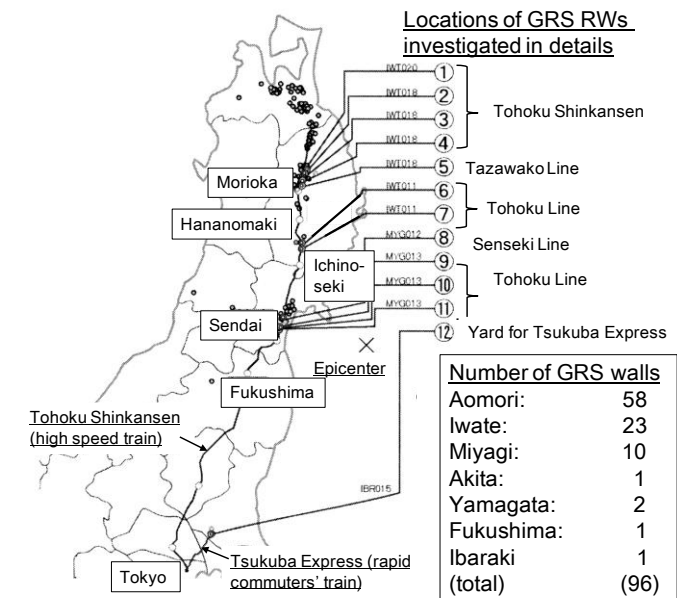 Locations of GRS RWs
investigated in details
IWT020 ①
IWT018 ②
IWT018 ③
IWT018 ④
Tohoku Shinkansen
IWT018 ⑤ Tazawako Line
IWT011 ⑥
IWT011 ⑦
Tohoku Line
MYG012 ⑧ Senseki Line
MYG013 ⑨
MYG013 ⑩
MYG013 ⑪
Tohoku Line
⑫ Yard for Tsukuba Express
IBR015
Morioka
Hananomaki
Ichino-
seki
Sendai
Epicenter
Fukushima
Tohoku Shinkansen
(high speed train)
Tsukuba Express (rapid
commuters' train)
Tokyo
Number of GRS walls
Aomori: 58
Iwate: 23
Miyagi: 10
Akita: 1
Yamagata: 2
Fukushima: 1
Ibaraki 1
(total) (96)